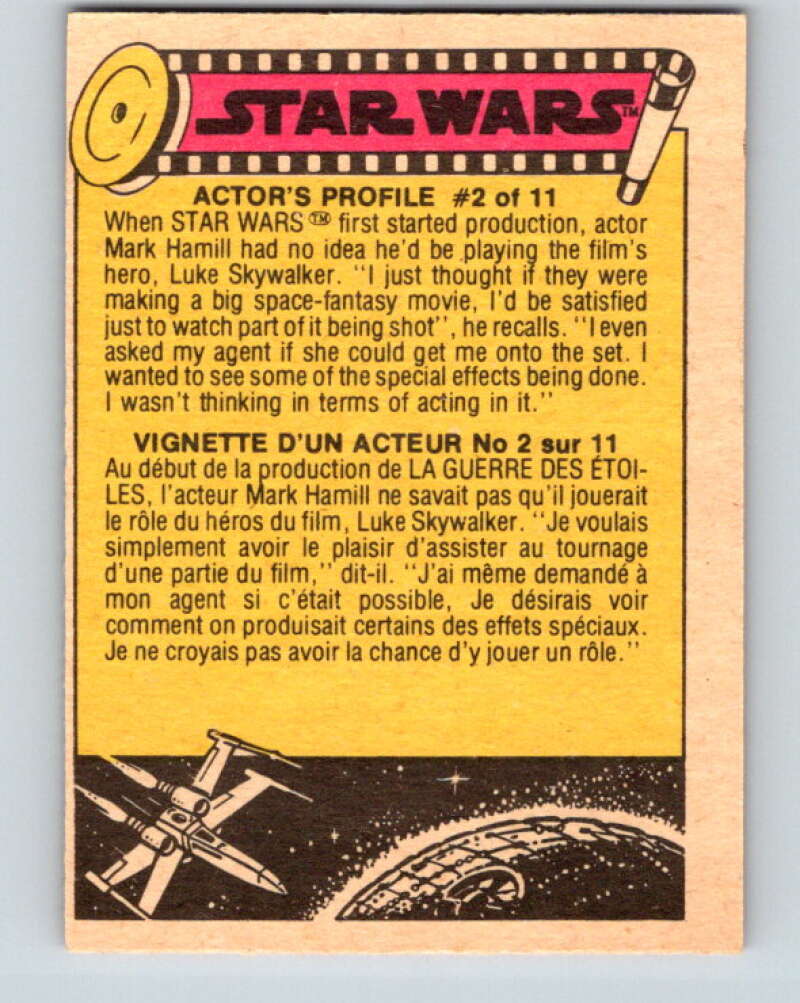 STAR WARS™
ACTOR'S PROFILE #2 of 11
When STAR WARS™ first started production, actor
Mark Hamill had no idea he'd be playing the film's
hero, Luke Skywalker. "I just thought if they were
making a big space-fantasy movie, I'd be satisfied
just to watch part of it being shot", he recalls. "I even
asked my agent if she could get me onto the set. I
wanted to see some of the special effects being done.
I wasn't thinking in terms of acting in it."
VIGNETTE D'UN ACTEUR No 2 sur 11
Au début de la production de LA GUERRE DES ÉTOI-
LES, l'acteur Mark Hamill ne savait pas qu'il jouerait
le rôle du héros du film, Luke Skywalker. "Je voulais
simplement avoir le plaisir d'assister au tournage
d'une partie du film," dit-il. "J'ai même demandé à
mon agent si c'était possible, Je désirais voir
comment on produisait certains des effets spéciaux.
Je ne croyais pas avoir la chance d'y jouer un rôle."